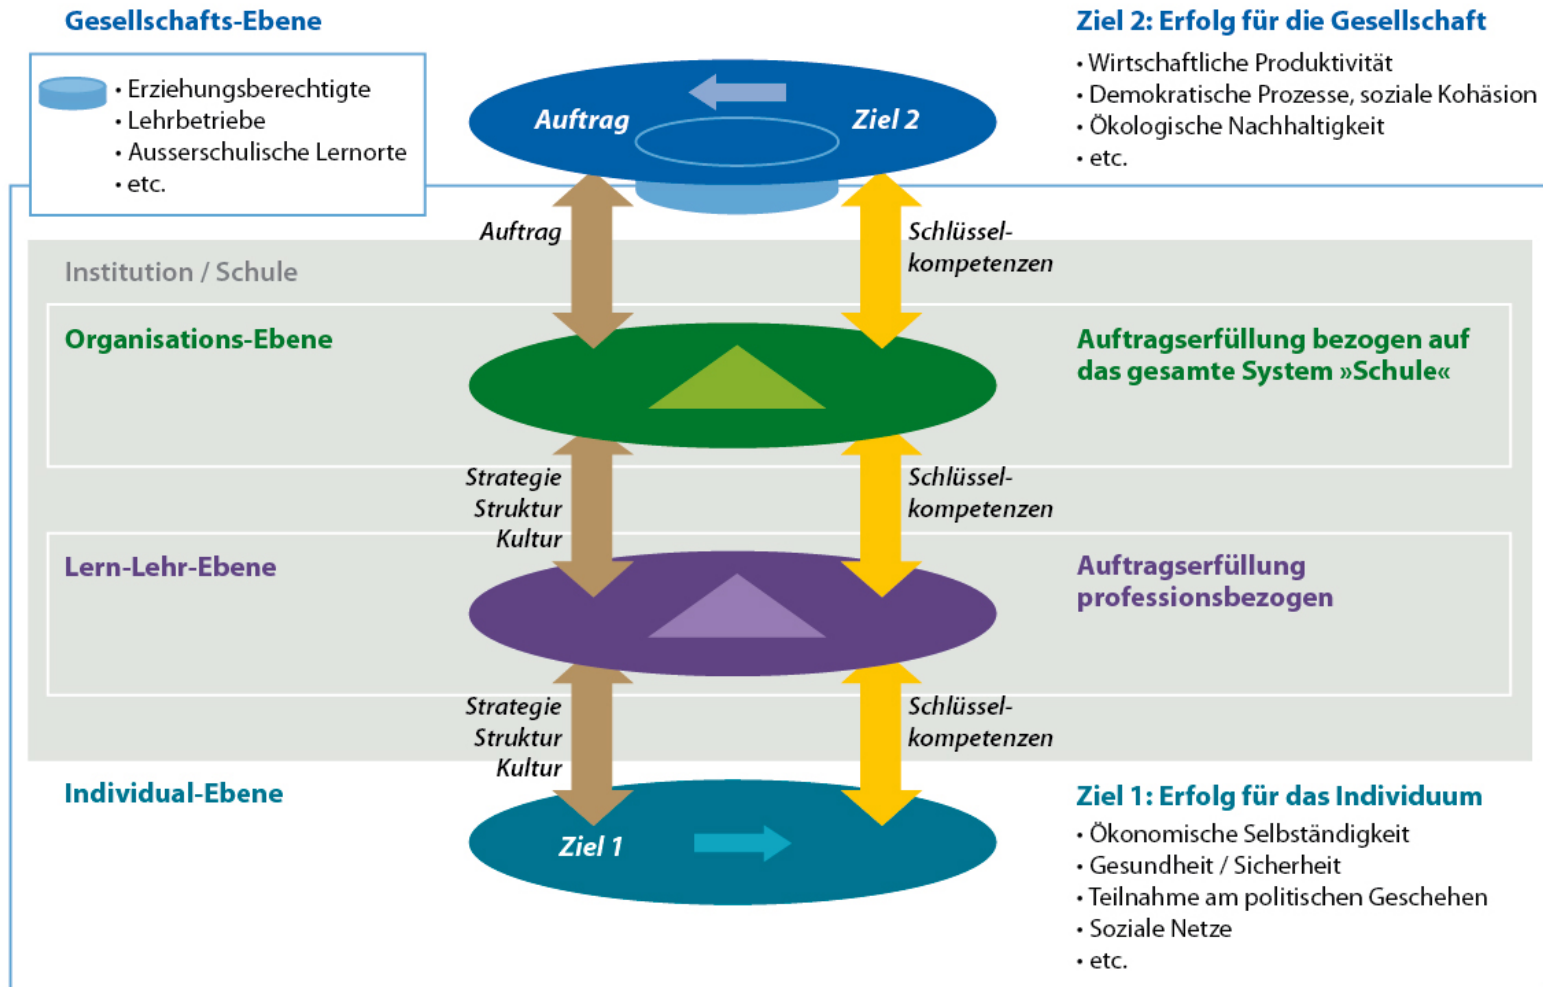 Gesellschafts-Ebene
• Erziehungsberechtigte
• Lehrbetriebe
• Ausserschulische Lernorte
• etc.
Auftrag
Ziel 2
Ziel 2: Erfolg für die Gesellschaft
• Wirtschaftliche Produktivität
• Demokratische Prozesse, soziale Kohäsion
• Ökologische Nachhaltigkeit
• etc.
Auftrag
Schlüssel-
kompetenzen
Institution / Schule
Organisations-Ebene
Auftragserfüllung bezogen auf
das gesamte System »Schule«
Strategie
Struktur
Kultur
Schlüssel-
kompetenzen
Lern-Lehr-Ebene
Auftragserfüllung
professionsbezogen
Strategie
Struktur
Kultur
Schlüssel-
kompetenzen
Individual-Ebene
Ziel 1
Ziel 1: Erfolg für das Individuum
• Ökonomische Selbständigkeit
• Gesundheit / Sicherheit
• Teilnahme am politischen Geschehen
• Soziale Netze
• etc.